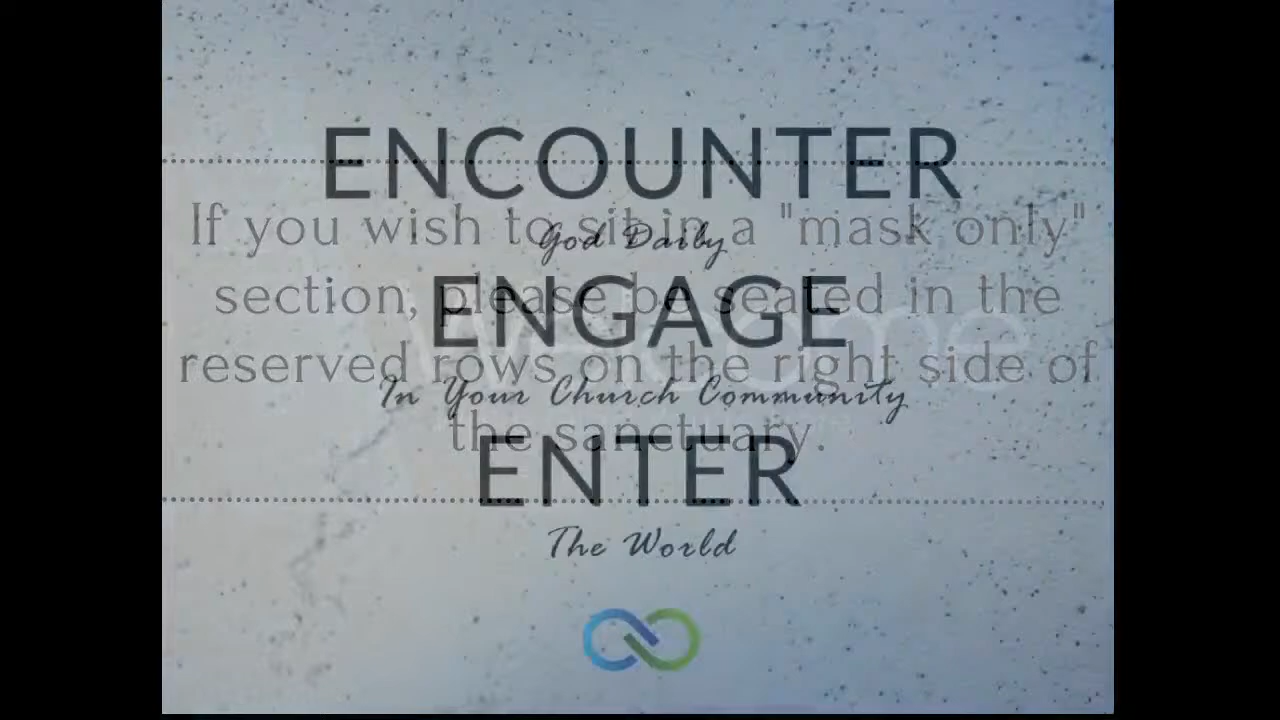 ENCOUNTER
If you wish to sit in a "mask only"
God Daily
section, please be seated in the
ENGAGE
Welcome
reserved rows on the right side of
In Your Church Community
the sanctuary.
ENTER
The World